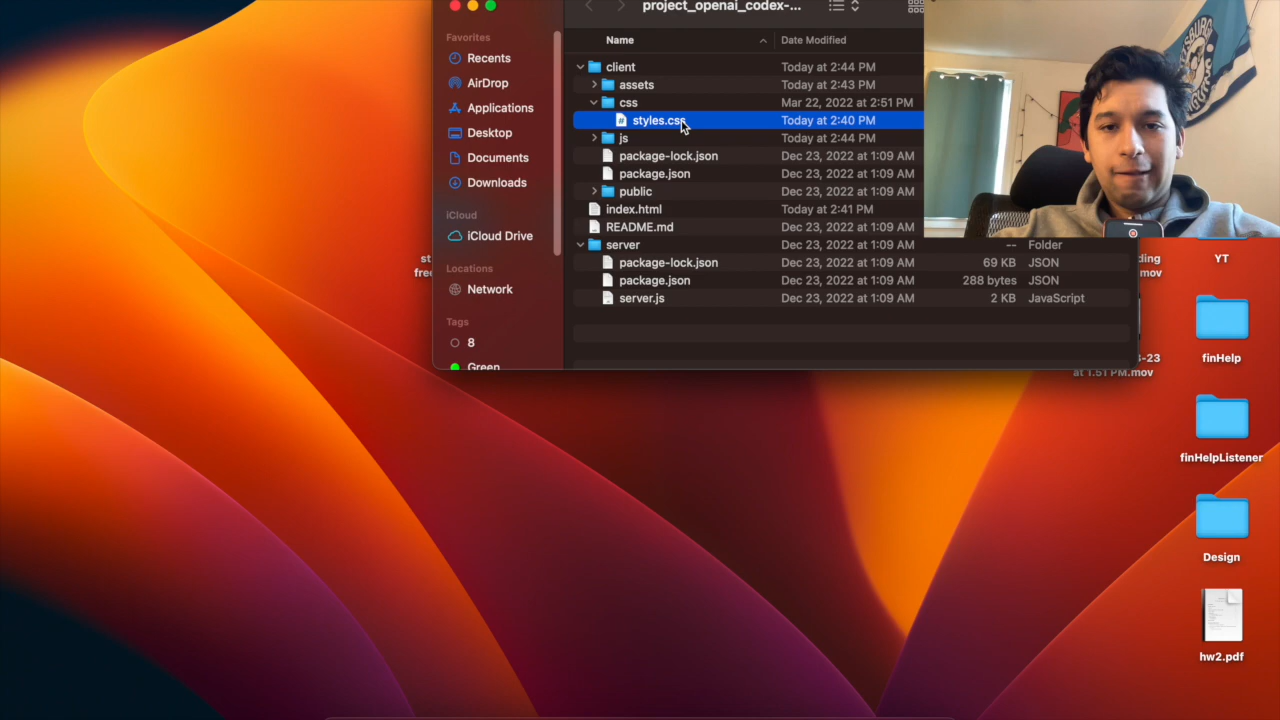 project_openai_codex-...
Favorites
Recents
AirDrop
Applications
Desktop
Documents
Downloads
iCloud
iCloud Drive
Locations
Network
Tags
8
Green
Name Date Modified
client Today at 2:44 PM
assets Today at 2:43 PM
css Mar 22, 2022 at 2:51 PM
styles.css Today at 2:40 PM
js Today at 2:44 PM
package-lock.json Dec 23, 2022 at 1:09 AM
package.json Dec 23, 2022 at 1:09 AM
public Dec 23, 2022 at 1:09 AM
index.html Today at 2:41 PM
README.md Dec 23, 2022 at 1:09 AM
server Dec 23, 2022 at 1:09 AM -- Folder
package-lock.json Dec 23, 2022 at 1:09 AM 69 KB JSON
package.json Dec 23, 2022 at 1:09 AM 288 bytes JSON
server.js Dec 23, 2022 at 1:09 AM 2 KB JavaScript
st
free
ding
.mov
YT
3-23
at 1.51 PM.mov
finHelp
finHelpListener
Design
hw2.pdf